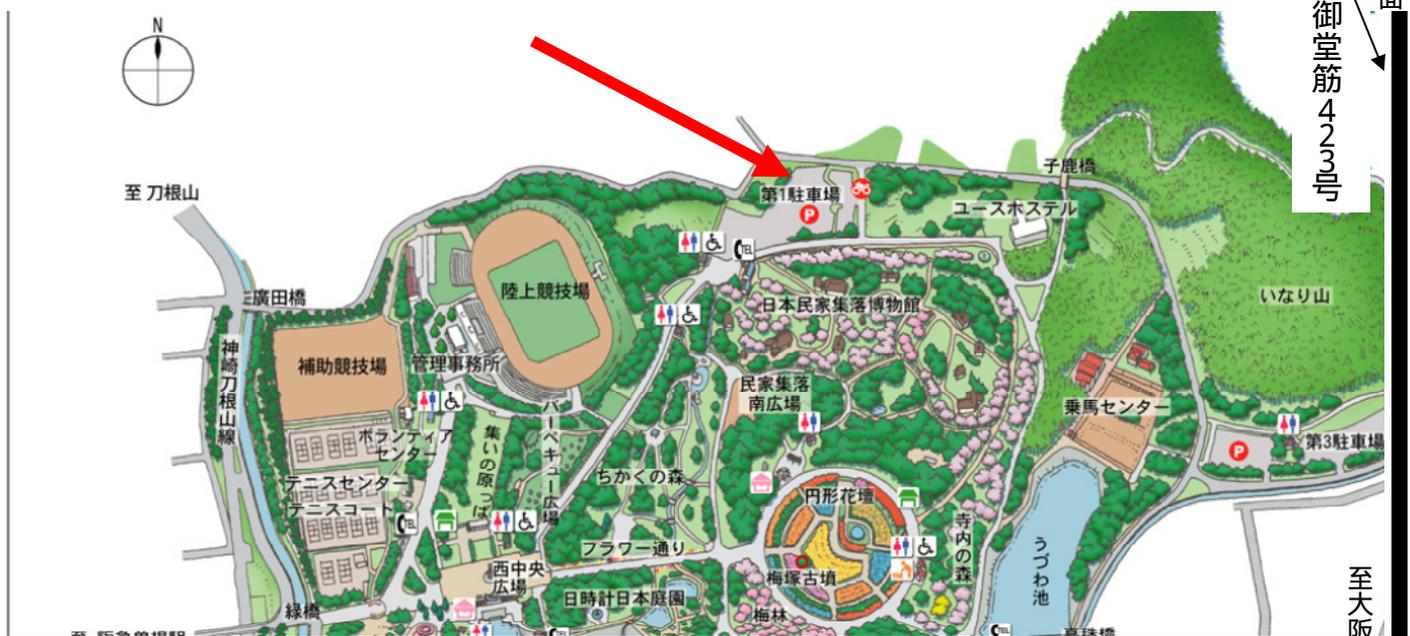 N
面
御堂筋423号
至 刀根山
子鹿橋
第1駐車場
P
ユースホステル
TEL
廣田橋
陸上競技場
日本民家集落博物館
いなり山
神崎刀根山線
補助競技場
管理事務所
民家集落
南広場
乗馬センター
バーベキュー広場
集いの原っぱ
ボランティア
センター
第3駐車場
P
ちかくの森
テニスセンター
テニスコート
TEL
円形花壇
寺内の森
うづわ池
フラワー通り
西中央
広場
梅塚古墳
日時計日本庭園
梅林
緑橋
至大阪
TEL
TEL